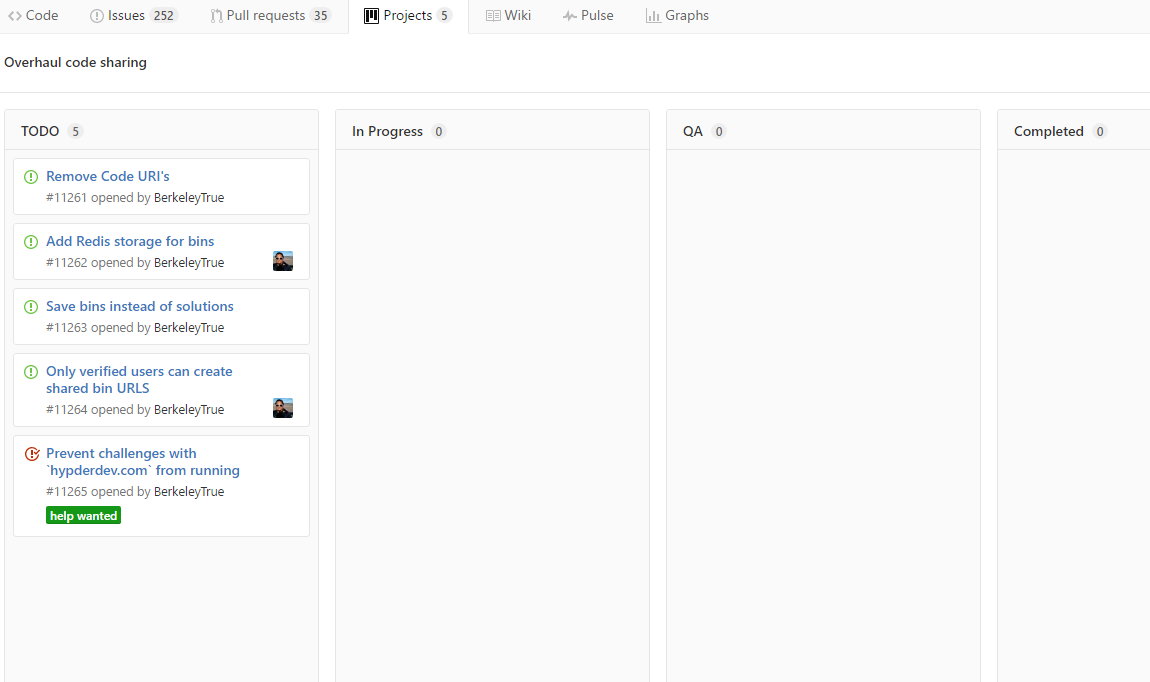 Code Issues 252 Pull requests 35 Projects 5 Wiki Pulse Graphs
Overhaul code sharing
TODO 5
Remove Code URI's
#11261 opened by BerkeleyTrue
Add Redis storage for bins
#11262 opened by BerkeleyTrue
Save bins instead of solutions
#11263 opened by BerkeleyTrue
Only verified users can create
shared bin URLS
#11264 opened by BerkeleyTrue
Prevent challenges with
`hypderdev.com` from running
#11265 opened by BerkeleyTrue
help wanted
In Progress 0
QA 0
Completed 0